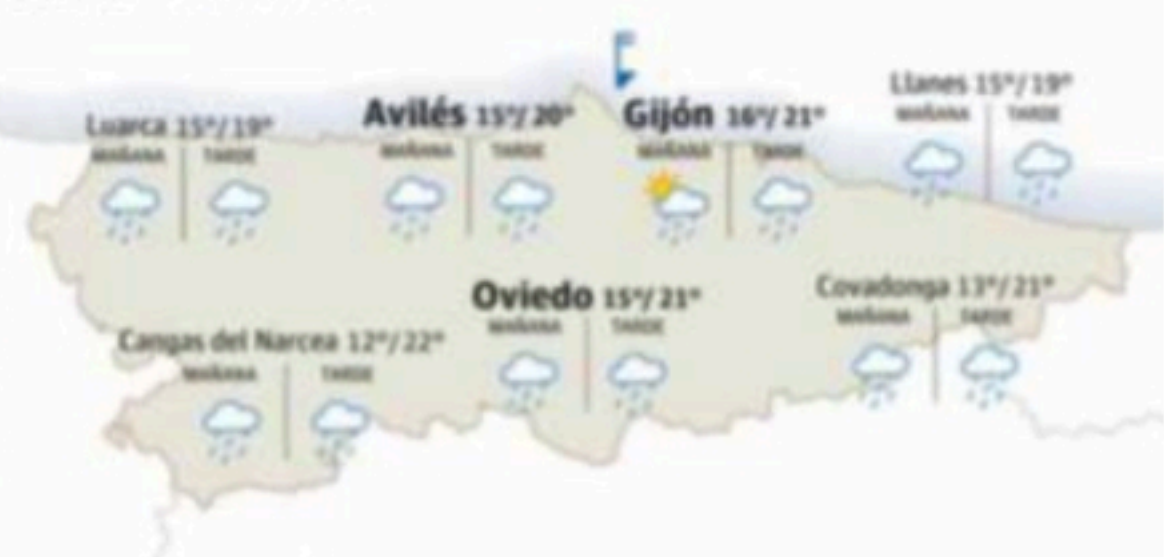 Llanes 15°/19°
MAÑANA TARDE
Luarca 15°/19°
MAÑANA TARDE
Avilés 15°/20°
MAÑANA TARDE
Gijón 16°/21°
MAÑANA TARDE
Oviedo 15°/21°
MAÑANA TARDE
Covadonga 13°/21°
MAÑANA TARDE
Cangas del Narcea 12°/22°
MAÑANA TARDE